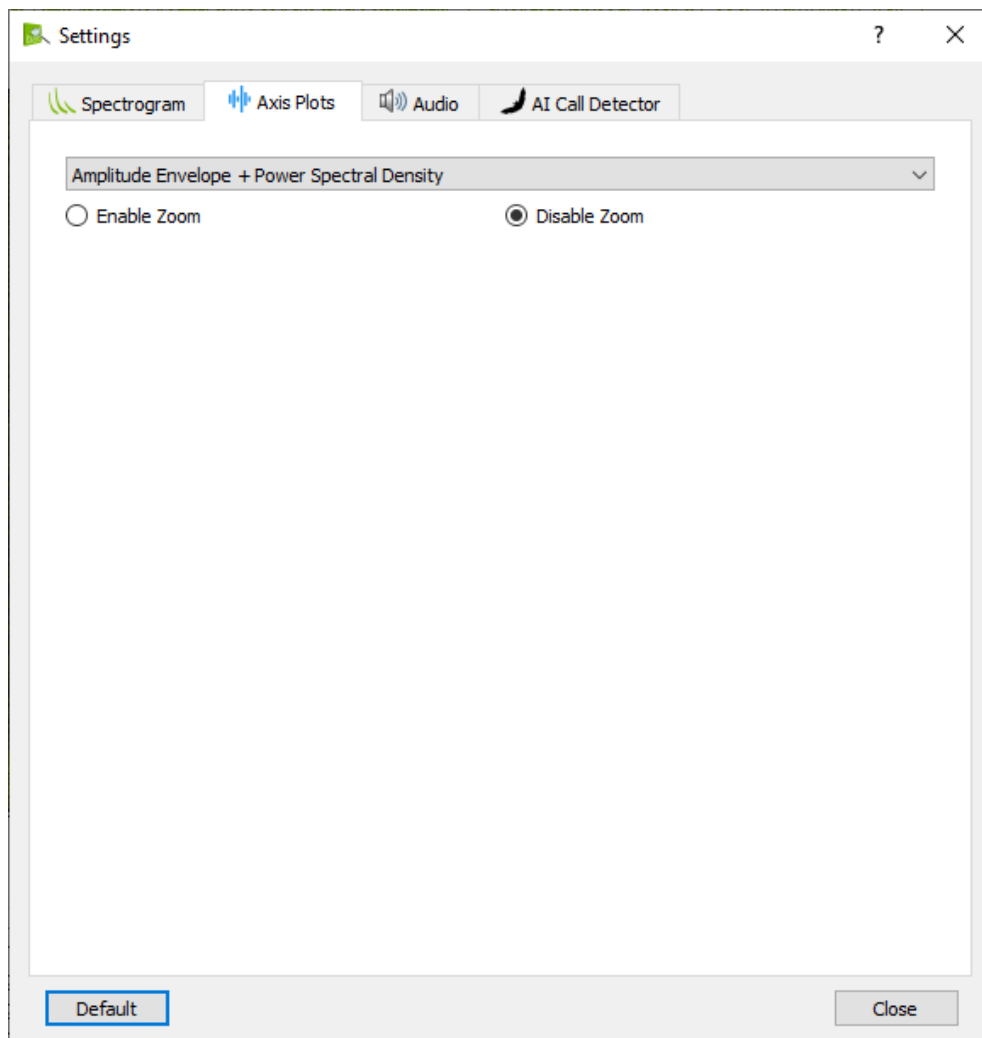 Settings
?
Spectrogram Axis Plots Audio AI Call Detector
Amplitude Envelope + Power Spectral Density
Enable Zoom Disable Zoom
Default Close